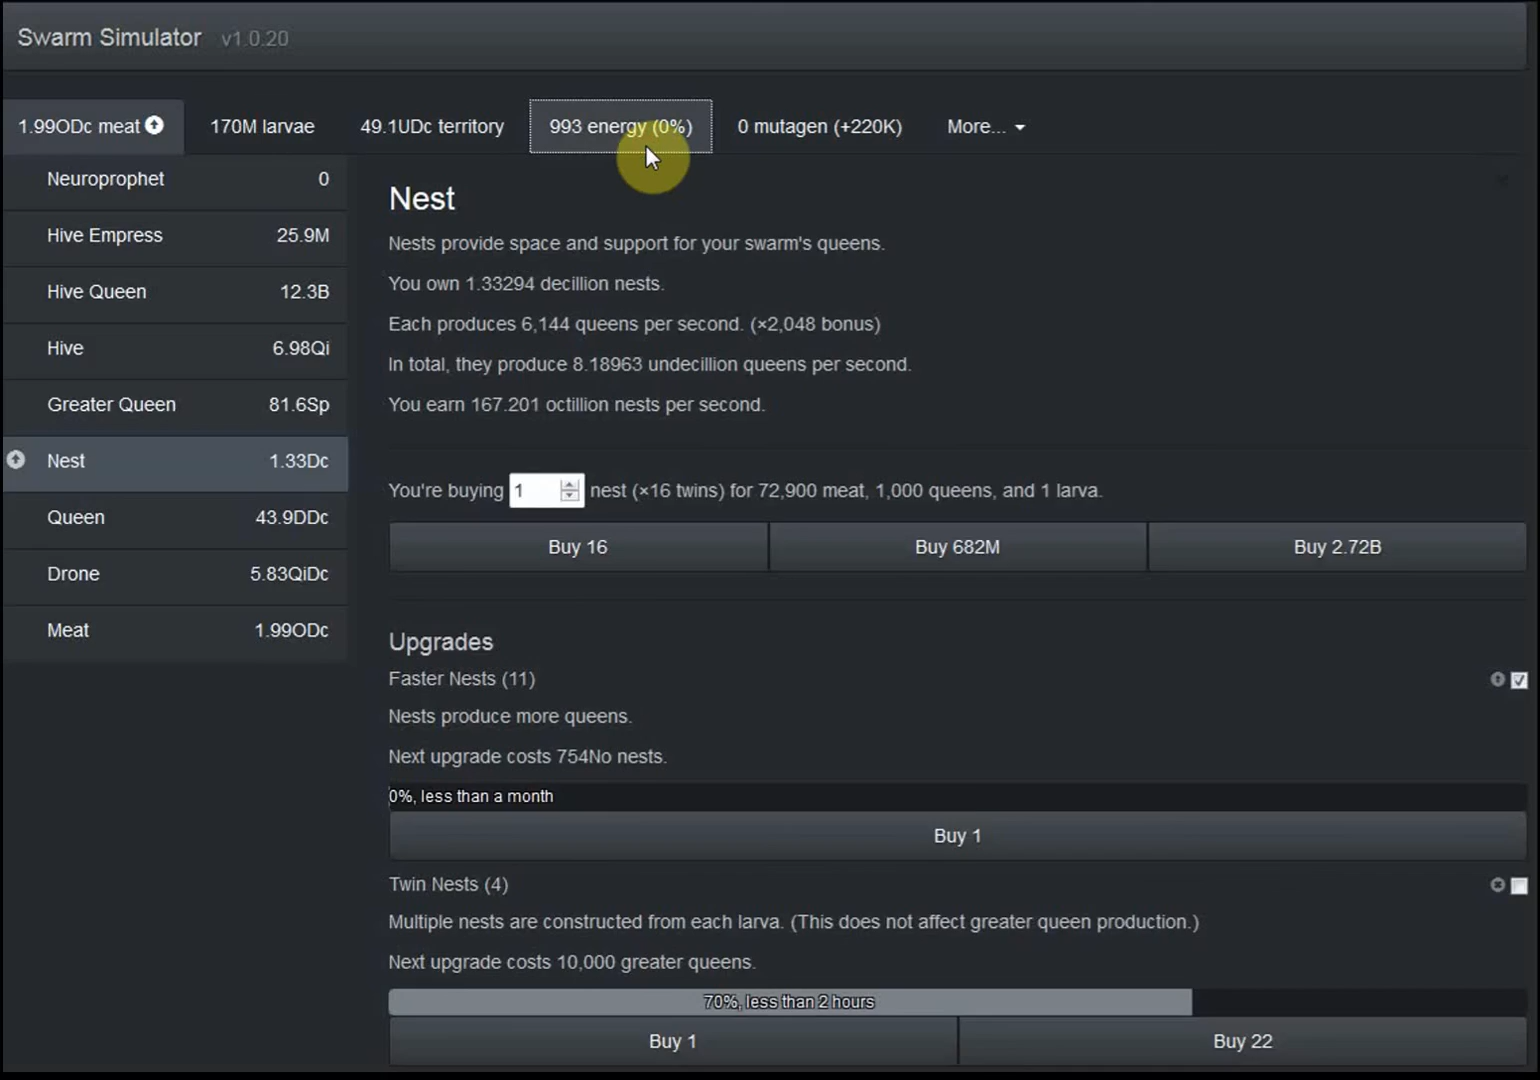 Swarm Simulator v1.0.20
1.99ODc meat
170M larvae
49.1UDc territory
993 energy (0%)
0 mutagen (+220K)
More...
Neuroprophet 0
Hive Empress 25.9M
Hive Queen 12.3B
Hive 6.98Qi
Greater Queen 81.6Sp
Nest 1.33Dc
Queen 43.9DDc
Drone 5.83QiDc
Meat 1.99ODc
Nest
Nests provide space and support for your swarm's queens.
You own 1.33294 decillion nests.
Each produces 6,144 queens per second. (×2,048 bonus)
In total, they produce 8.18963 undecillion queens per second.
You earn 167.201 octillion nests per second.
You're buying 1 nest (×16 twins) for 72,900 meat, 1,000 queens, and 1 larva.
Buy 16
Buy 682M
Buy 2.72B
Upgrades
Faster Nests (11)
Nests produce more queens.
Next upgrade costs 754No nests.
0%, less than a month
Buy 1
Twin Nests (4)
Multiple nests are constructed from each larva. (This does not affect greater queen production.)
Next upgrade costs 10,000 greater queens.
70%, less than 2 hours
Buy 1
Buy 22